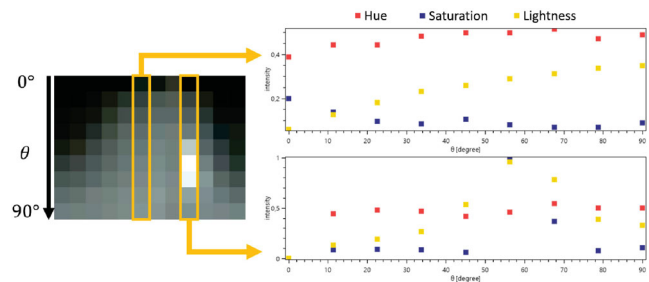 Hue Saturation Lightness
0°
θ
90°
intensity
0,4
0,2
0 10 20 30 40 50 60 70 80 90
θ [degree]
intensity
1
0,5
0
0 10 20 30 40 50 60 70 80 90
θ [degree]